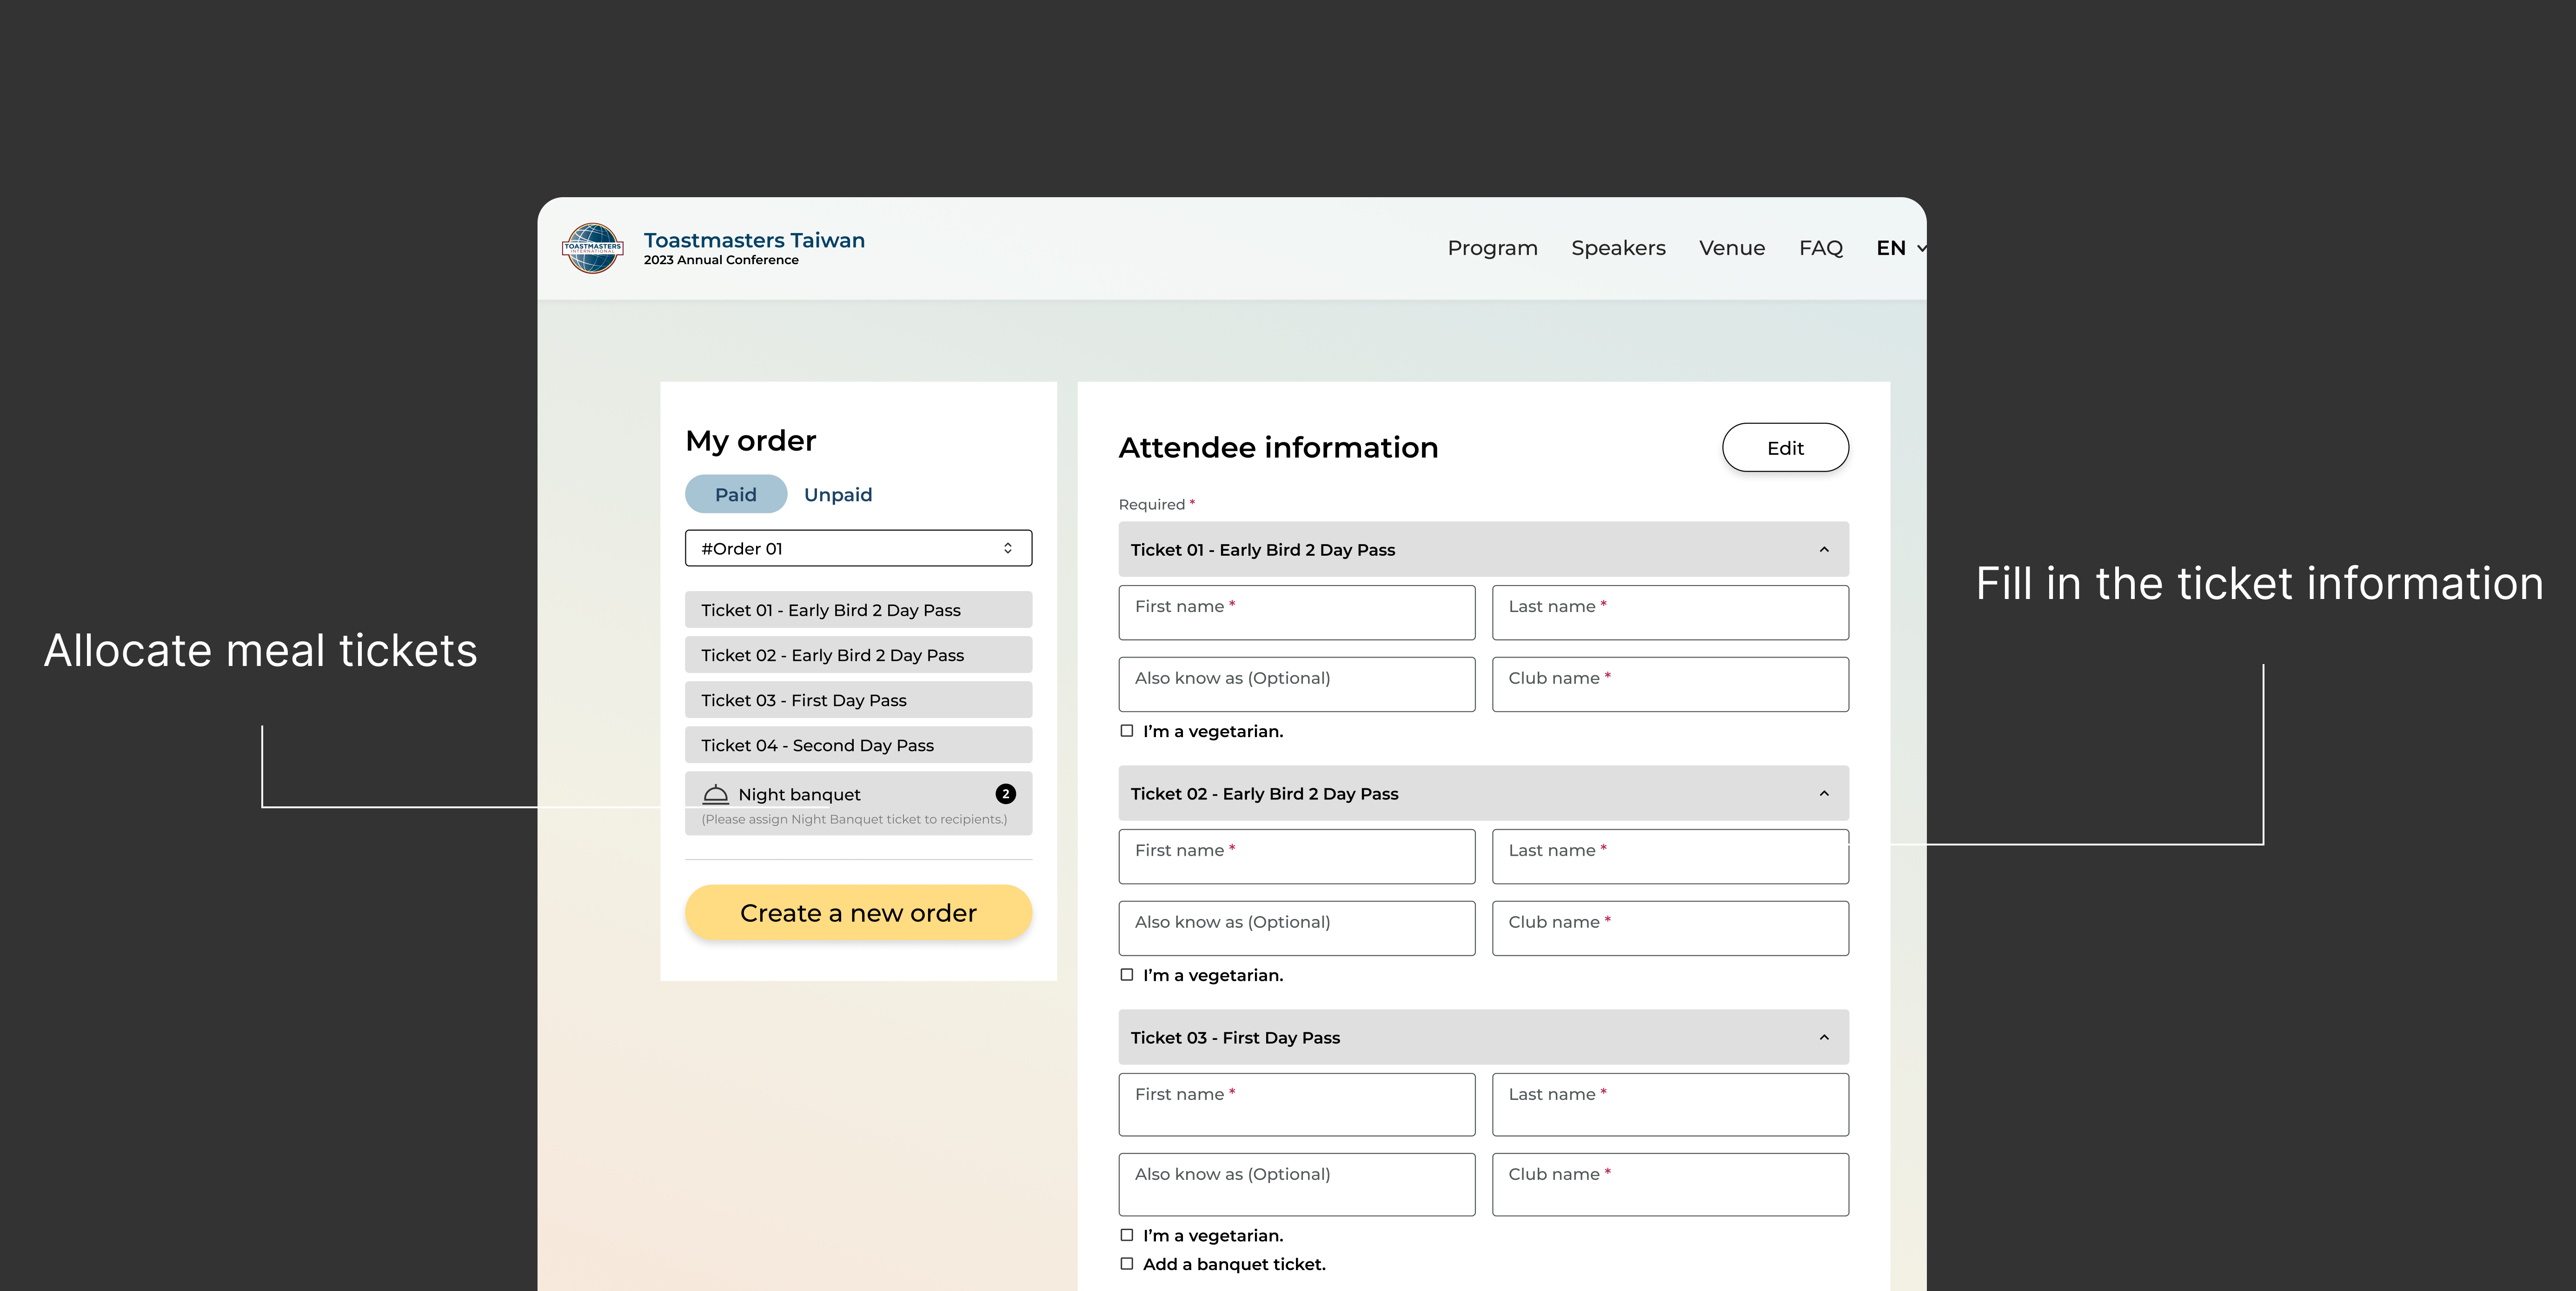 TOASTMASTERS
INTERNATIONAL
Toastmasters Taiwan
2023 Annual Conference
Program Speakers Venue FAQ EN
Allocate meal tickets
My order
Paid Unpaid
#Order 01
Ticket 01 - Early Bird 2 Day Pass
Ticket 02 - Early Bird 2 Day Pass
Ticket 03 - First Day Pass
Ticket 04 - Second Day Pass
Night banquet 2
(Please assign Night Banquet ticket to recipients.)
Create a new order
Attendee information
Edit
Required *
Ticket 01 - Early Bird 2 Day Pass
First name * Last name *
Also know as (Optional) Club name *
I’m a vegetarian.
Ticket 02 - Early Bird 2 Day Pass
First name * Last name *
Also know as (Optional) Club name *
I’m a vegetarian.
Ticket 03 - First Day Pass
First name * Last name *
Also know as (Optional) Club name *
I’m a vegetarian.
Add a banquet ticket.
Fill in the ticket information